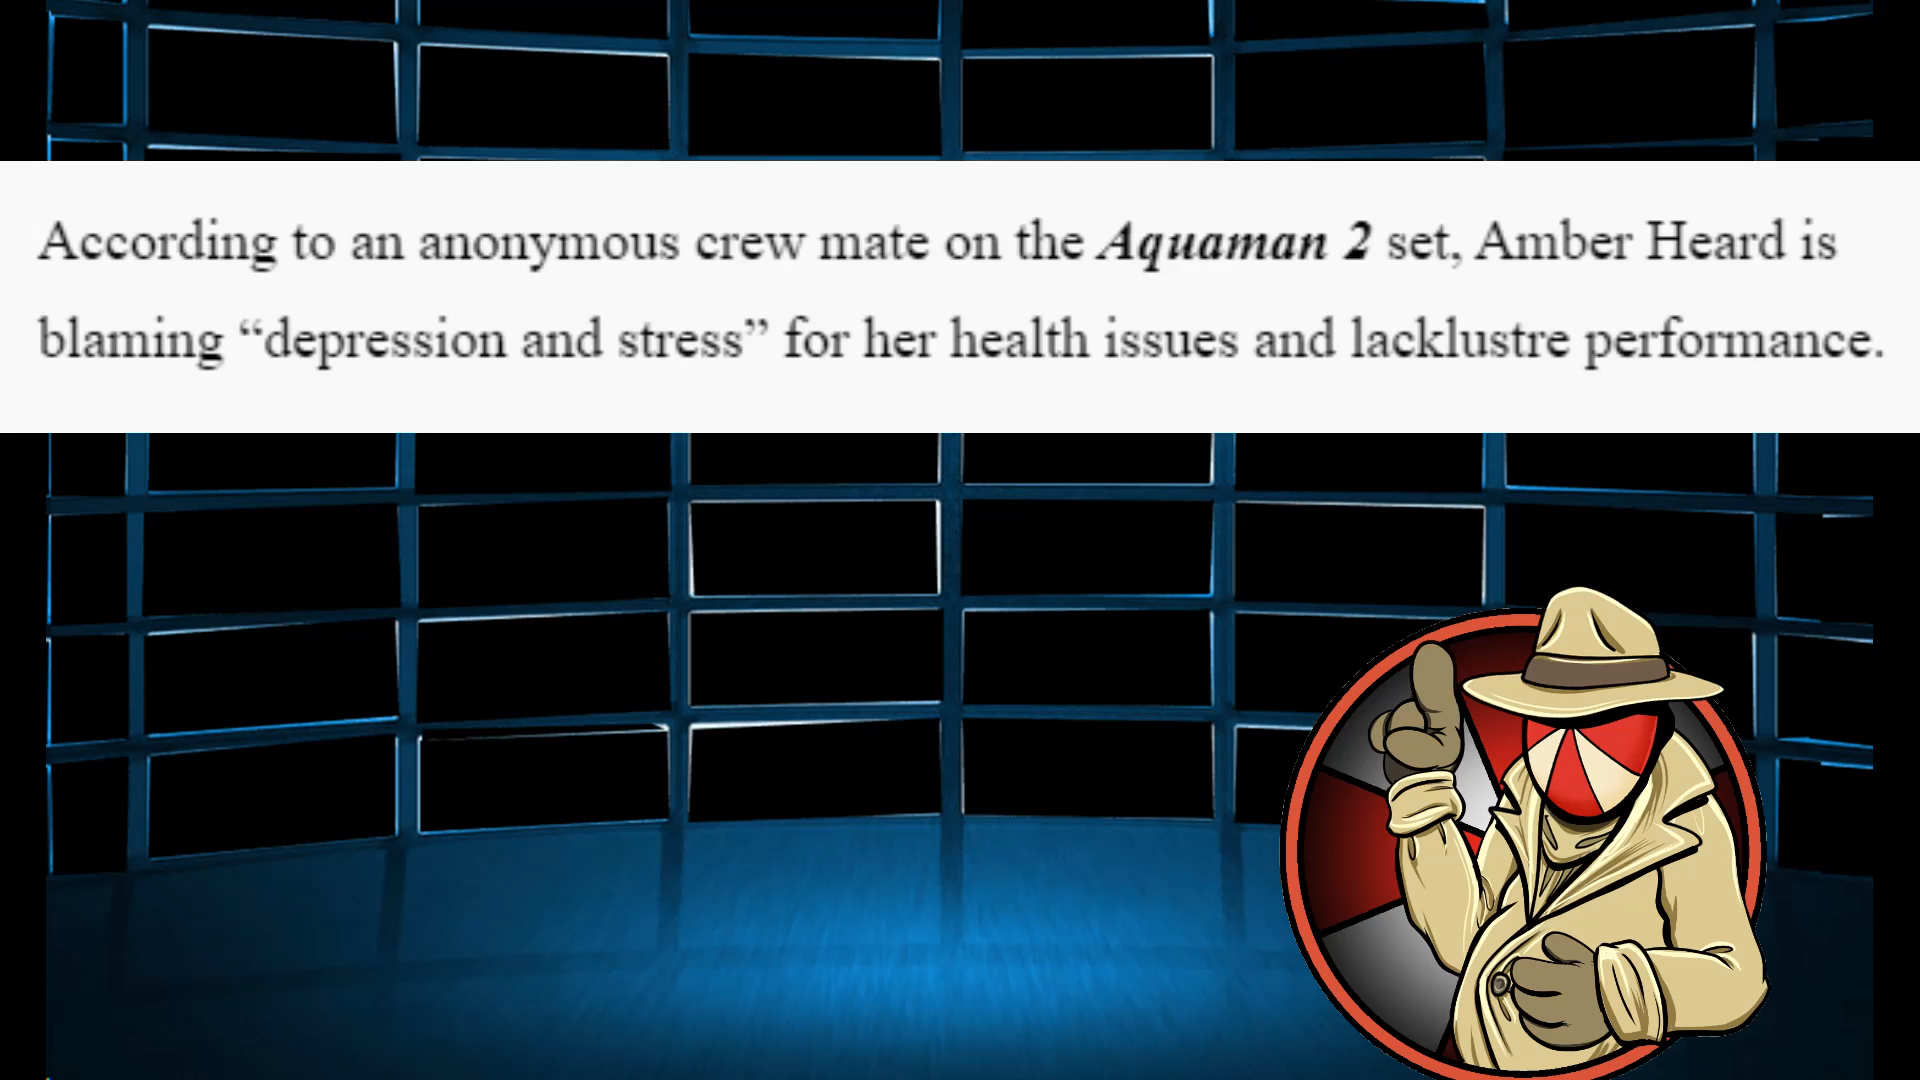 According to an anonymous crew mate on the Aquaman 2 set, Amber Heard is
blaming “depression and stress” for her health issues and lacklustre performance.